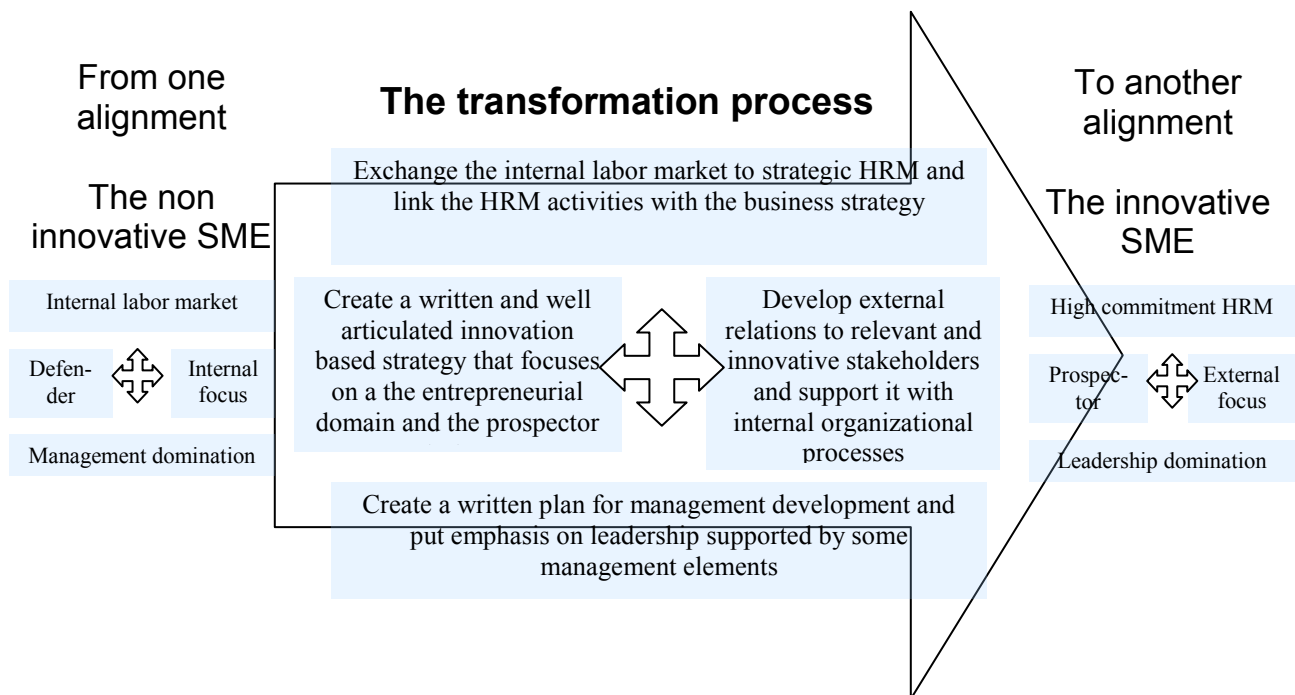 From one
alignment
The non
innovative SME
Internal labor market
Defen-
der
Internal
focus
Management domination
The transformation process
Exchange the internal labor market to strategic HRM and
link the HRM activities with the business strategy
Create a written and well
articulated innovation
based strategy that focuses
on a the entrepreneurial
domain and the prospector
Develop external
relations to relevant and
innovative stakeholders
and support it with
internal organizational
processes
Create a written plan for management development and
put emphasis on leadership supported by some
management elements
To another
alignment
The innovative
SME
High commitment HRM
Prospec-
tor
External
focus
Leadership domination